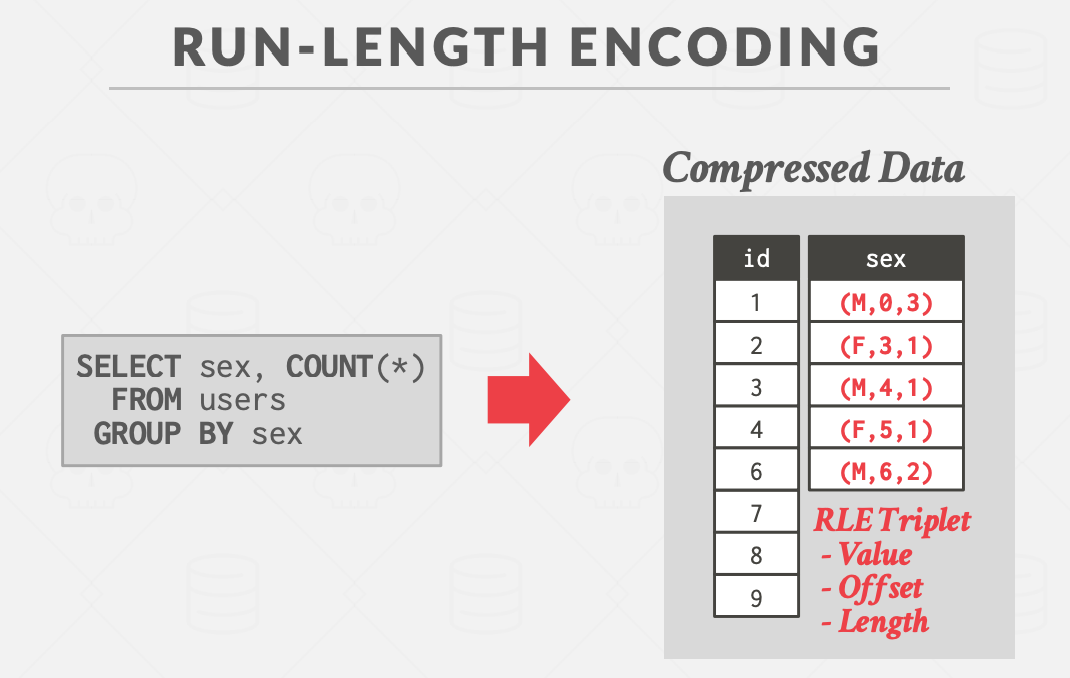 RUN-LENGTH ENCODING
SELECT sex, COUNT(*)
FROM users
GROUP BY sex
Compressed Data
id sex
1 (M,0,3)
2 (F,3,1)
3 (M,4,1)
4 (F,5,1)
6 (M,6,2)
7
8
9
RLE Triplet
- Value
- Offset
- Length